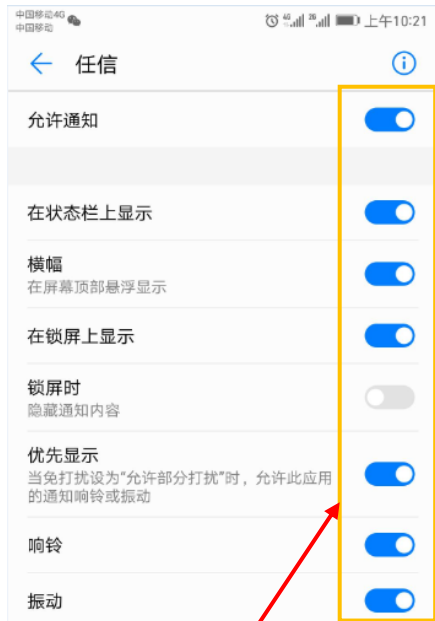 中国移动4G
中国移动
4G 2G 上午10:21
任信
允许通知
在状态栏上显示
横幅
在屏幕顶部悬浮显示
在锁屏上显示
锁屏时
隐藏通知内容
优先显示
当免打扰设为“允许部分打扰”时，允许此应用
的通知响铃或振动
响铃
振动